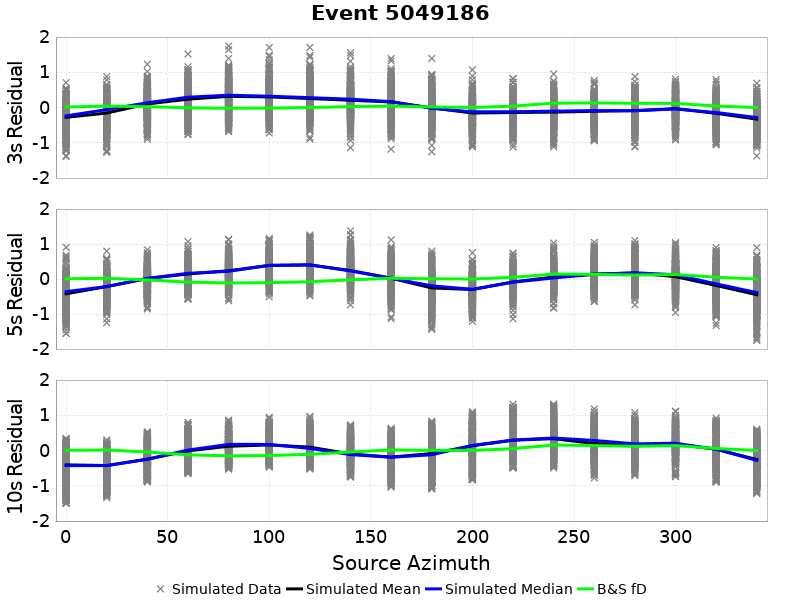 Event 5049186
3s Residual
2
1
0
-1
-2
5s Residual
2
1
0
-1
-2
10s Residual
2
1
0
-1
-2
0 50 100 150 200 250 300
Source Azimuth
Simulated Data Simulated Mean Simulated Median B&S fD